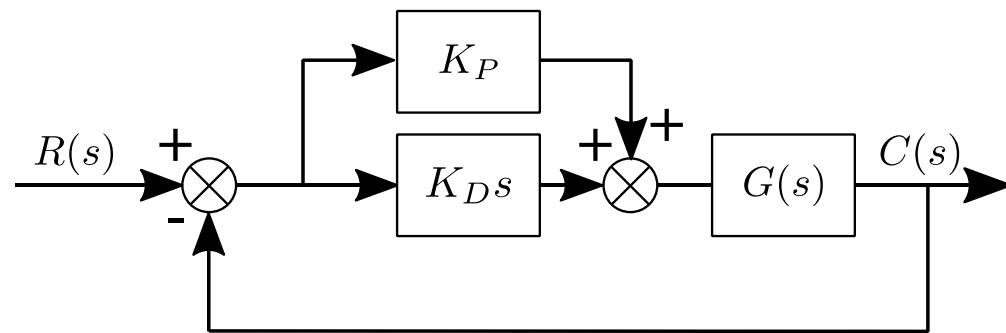 K_P
+
+ +
R(s)
K_D s
G(s)
C(s)
-